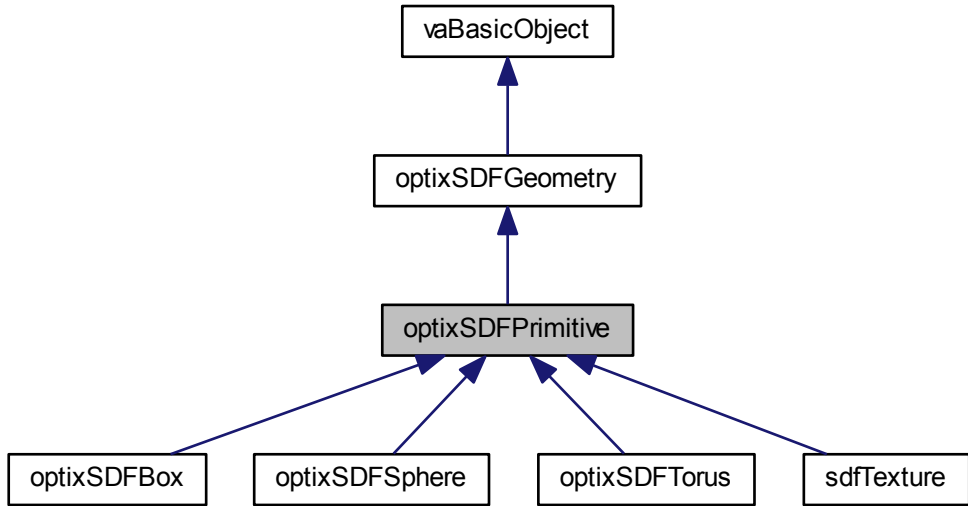 vaBasicObject
optixSDFGeometry
optixSDFPrimitive
optixSDFBox
optixSDFSphere
optixSDFTorus
sdfTexture